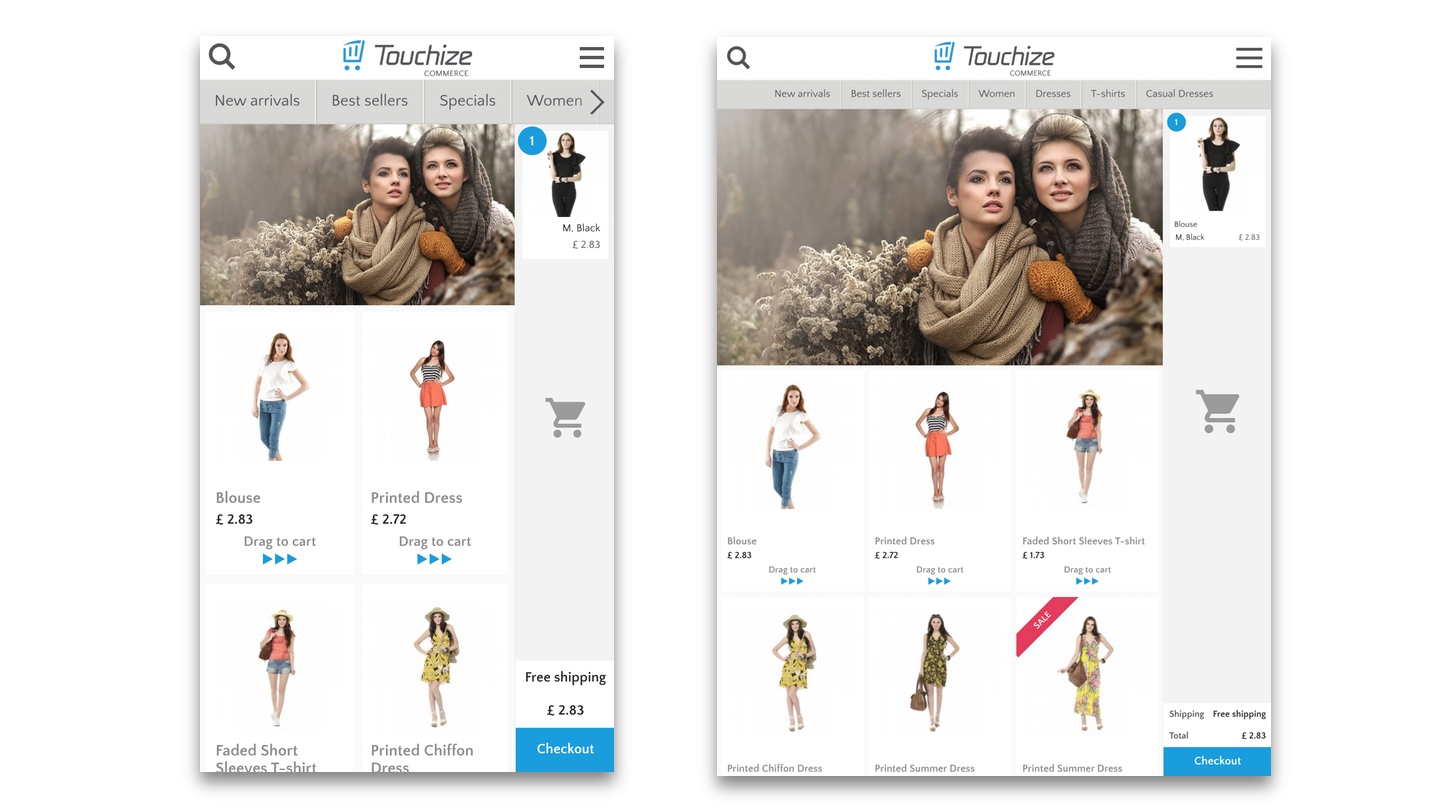 Touchize
COMMERCE
New arrivals
Best sellers
Specials
Women
1
M, Black
£ 2.83
Blouse
£ 2.83
Drag to cart
Printed Dress
£ 2.72
Drag to cart
Faded Short
Sleeves T-shirt
Printed Chiffon
Dress
Free shipping
£ 2.83
Checkout
Touchize
COMMERCE
New arrivals
Best sellers
Specials
Women
Dresses
T-shirts
Casual Dresses
1
Blouse
M, Black £ 2.83
Blouse
£ 2.83
Drag to cart
Printed Dress
£ 2.72
Drag to cart
Faded Short Sleeves T-shirt
£ 1.73
Drag to cart
SALE
Printed Chiffon Dress
Printed Summer Dress
Printed Summer Dress
Shipping Free shipping
Total £ 2.83
Checkout